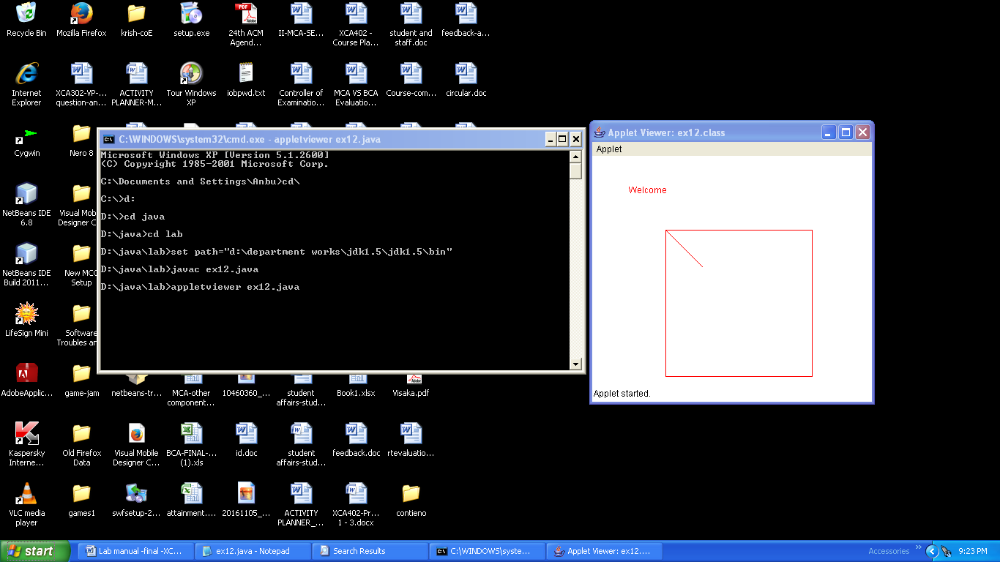 Recycle Bin
Mozilla Firefox
krish-coE
setup.exe
24th ACM
Agend...
II-MCA-SE...
XCA402 -
Course Pla...
student and
staff.doc
feedback-a...
Internet
Explorer
XCA302-VP-...
question-an...
ACTIVITY
PLANNER-M...
Tour Windows
XP
iobpwd.txt
Controller of
Examinatio...
MCA VS BCA
Evaluatio...
Course-com...
circular.doc
Cygwin
Nero 8
NetBeans IDE
6.8
Visual Mob
Designer C
NetBeans IDE
Build 2011...
New MCC
Setup
LifeSign Mini
Software
Troubles an
C:\WINDOWS\system32\cmd.exe - appletviewer ex12.java
Microsoft Windows XP [Version 5.1.2600]
(C) Copyright 1985-2001 Microsoft Corp.
C:\Documents and Settings\Anbu>cd\
C:\>d:
D:\>cd java
D:\java>cd lab
D:\java\lab>set path="d:\department works\jdk1.5\jdk1.5\bin"
D:\java\lab>javac ex12.java
D:\java\lab>appletviewer ex12.java
Applet Viewer: ex12.class
Applet
Welcome
Applet started.
AdobeApplic...
game-jam
netbeans-tr...
MCA-other
component...
10460360_...
student
affairs-stud...
Book1.xlsx
Visaka.pdf
Kaspersky
Interne...
Old Firefox
Data
Visual Mobile
Designer C...
BCA-FINAL-...
(1).xls
id.doc
student
affairs-stud...
feedback.doc
rtevaluatio...
VLC media
player
games1
swfsetup-2...
attainment....
20161105_...
ACTIVITY
PLANNER_...
XCA402-Pr...
1 - 3.docx
contieno
start
Lab manual -final -XC...
ex12.java - Notepad
Search Results
C:\WINDOWS\syste...
Applet Viewer: ex12....
Accessories
9:23 PM